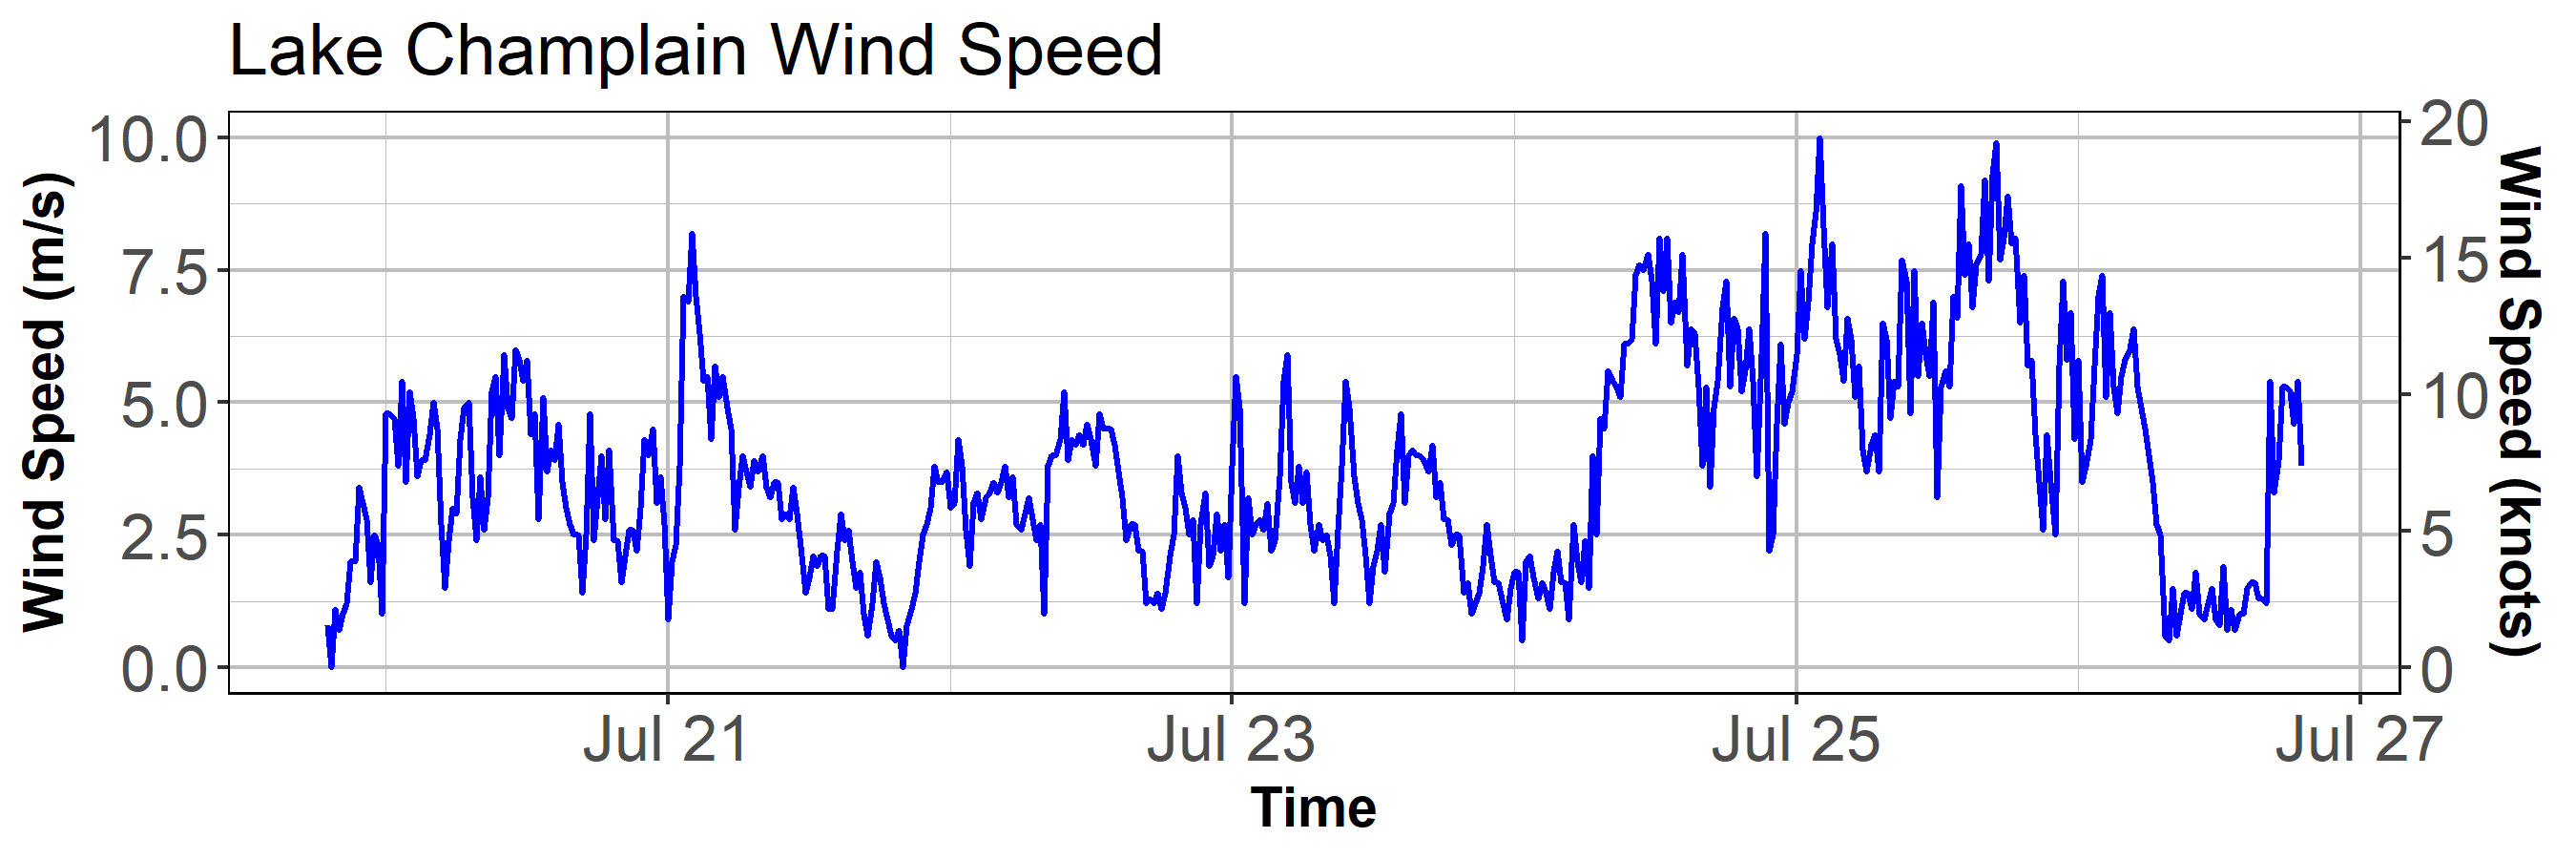 Lake Champlain Wind Speed
Wind Speed (m/s)
10.0
7.5
5.0
2.5
0.0
20
15
10
5
0
Wind Speed (knots)
Jul 21
Jul 23
Jul 25
Jul 27
Time